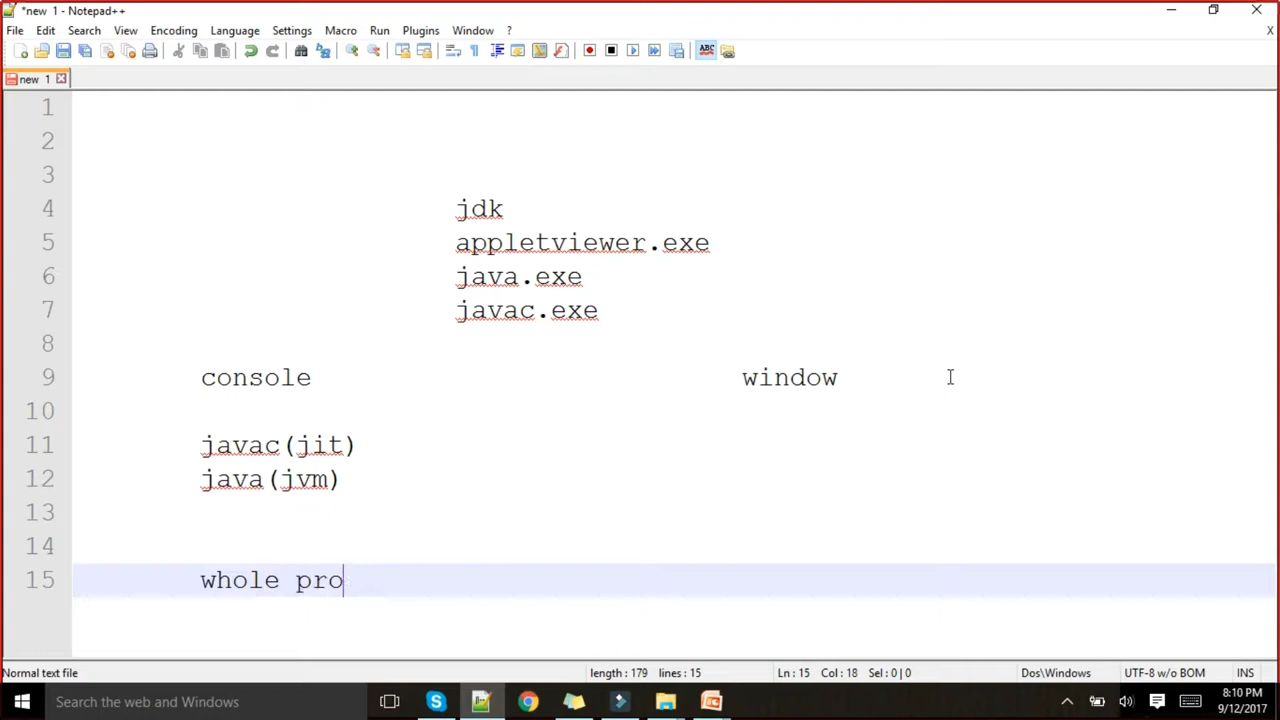 *new 1 - Notepad++
File Edit Search View Encoding Language Settings Macro Run Plugins Window ? X
ABC
new 1
1
2
3
4 jdk
5 appletviewer.exe
6 java.exe
7 javac.exe
8
9 console window
10
11 javac(jit)
12 java(jvm)
13
14
15 whole pro
Normal text file length : 179 lines : 15 Ln : 15 Col : 18 Sel : 0 | 0 Dos\Windows UTF-8 w/o BOM INS
Search the web and Windows
8:10 PM
9/12/2017